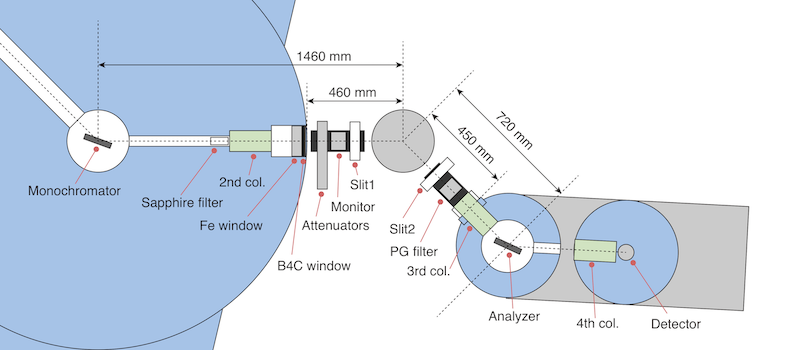 1460 mm
460 mm
720 mm
450 mm
Monochromator
Sapphire filter
2nd col.
Fe window
B4C window
Attenuators
Monitor
Slit1
Slit2
PG filter
3rd col.
Analyzer
4th col.
Detector